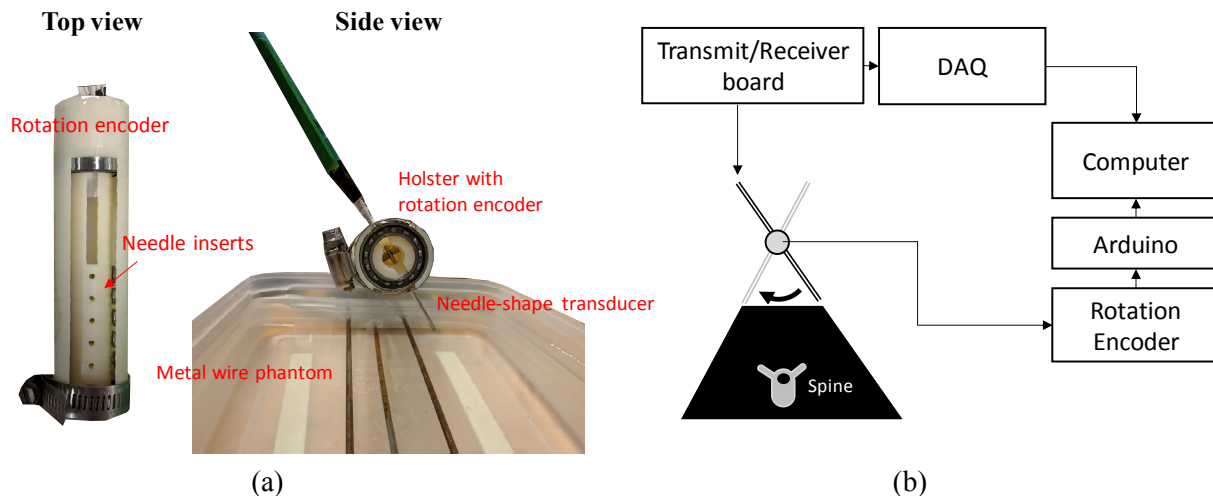 Top view
Side view
Rotation encoder
Needle inserts
Holster with
rotation encoder
Needle-shape transducer
Metal wire phantom
(a)
Transmit/Receiver
board
DAQ
Computer
Arduino
Rotation
Encoder
Spine
(b)